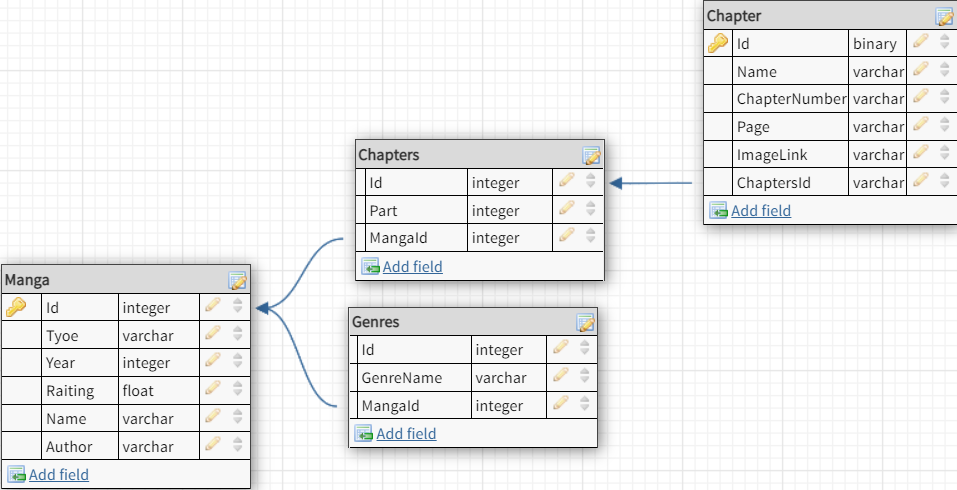 Chapter
Id binary
Name varchar
ChapterNumber varchar
Page varchar
ImageLink varchar
ChaptersId varchar
Add field
Chapters
Id integer
Part integer
MangaId integer
Add field
Manga
Id integer
Tyoe varchar
Year integer
Raiting float
Name varchar
Author varchar
Add field
Genres
Id integer
GenreName varchar
MangaId integer
Add field